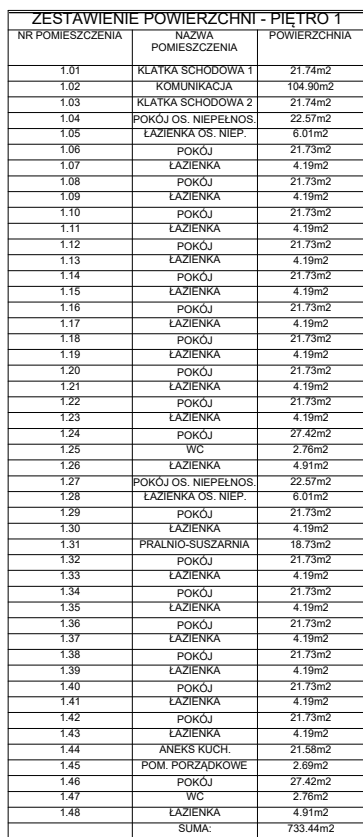 ZESTAWIENIE POWIERZCHNI - PIĘTRO 1
NR POMIESZCZENIA NAZWA POMIESZCZENIA POWIERZCHNIA
1.01 KLATKA SCHODOWA 1 21.74m2
1.02 KOMUNIKACJA 104.90m2
1.03 KLATKA SCHODOWA 2 21.74m2
1.04 POKÓJ OS. NIEPEŁNOS. 22.57m2
1.05 ŁAZIENKA OS. NIEP. 6.01m2
1.06 POKÓJ 21.73m2
1.07 ŁAZIENKA 4.19m2
1.08 POKÓJ 21.73m2
1.09 ŁAZIENKA 4.19m2
1.10 POKÓJ 21.73m2
1.11 ŁAZIENKA 4.19m2
1.12 POKÓJ 21.73m2
1.13 ŁAZIENKA 4.19m2
1.14 POKÓJ 21.73m2
1.15 ŁAZIENKA 4.19m2
1.16 POKÓJ 21.73m2
1.17 ŁAZIENKA 4.19m2
1.18 POKÓJ 21.73m2
1.19 ŁAZIENKA 4.19m2
1.20 POKÓJ 21.73m2
1.21 ŁAZIENKA 4.19m2
1.22 POKÓJ 21.73m2
1.23 ŁAZIENKA 4.19m2
1.24 POKÓJ 27.42m2
1.25 WC 2.76m2
1.26 ŁAZIENKA 4.91m2
1.27 POKÓJ OS. NIEPEŁNOS. 22.57m2
1.28 ŁAZIENKA OS. NIEP. 6.01m2
1.29 POKÓJ 21.73m2
1.30 ŁAZIENKA 4.19m2
1.31 PRALNIO-SUSZARNIA 18.73m2
1.32 POKÓJ 21.73m2
1.33 ŁAZIENKA 4.19m2
1.34 POKÓJ 21.73m2
1.35 ŁAZIENKA 4.19m2
1.36 POKÓJ 21.73m2
1.37 ŁAZIENKA 4.19m2
1.38 POKÓJ 21.73m2
1.39 ŁAZIENKA 4.19m2
1.40 POKÓJ 21.73m2
1.41 ŁAZIENKA 4.19m2
1.42 POKÓJ 21.73m2
1.43 ŁAZIENKA 4.19m2
1.44 ANEKS KUCH. 21.58m2
1.45 POM. PORZĄDKOWE 2.69m2
1.46 POKÓJ 27.42m2
1.47 WC 2.76m2
1.48 ŁAZIENKA 4.91m2
SUMA: 733.44m2